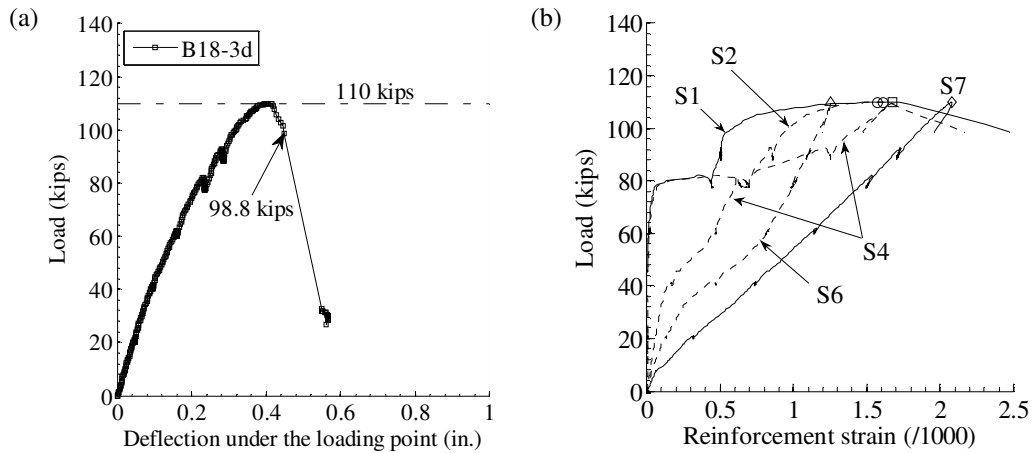 (a)
Load (kips)
140
120
100
80
60
40
20
0
B18-3d
110 kips
98.8 kips
0
0.2
0.4
0.6
0.8
1
Deflection under the loading point (in.)
(b)
Load (kips)
140
120
100
80
60
40
20
0
S1
S2
S7
S4
S6
0
0.5
1
1.5
2
2.5
Reinforcement strain (/1000)